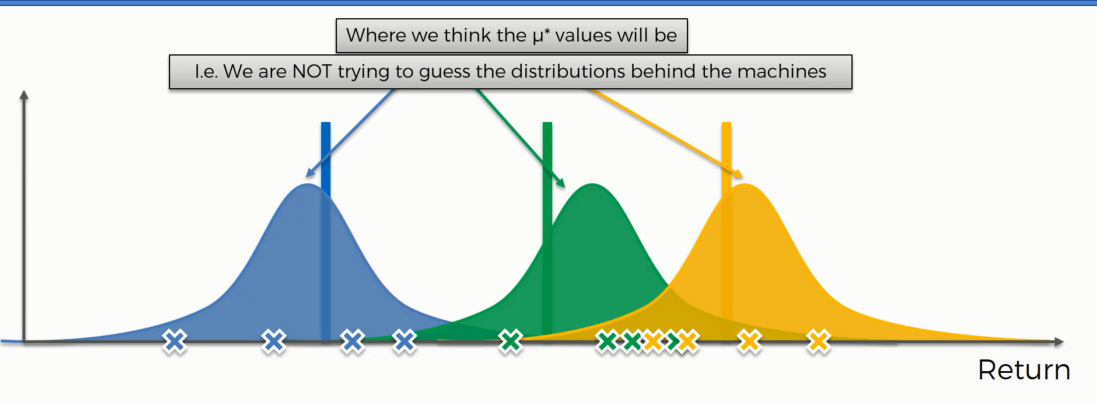 Where we think the μ* values will be
I.e. We are NOT trying to guess the distributions behind the machines
Return